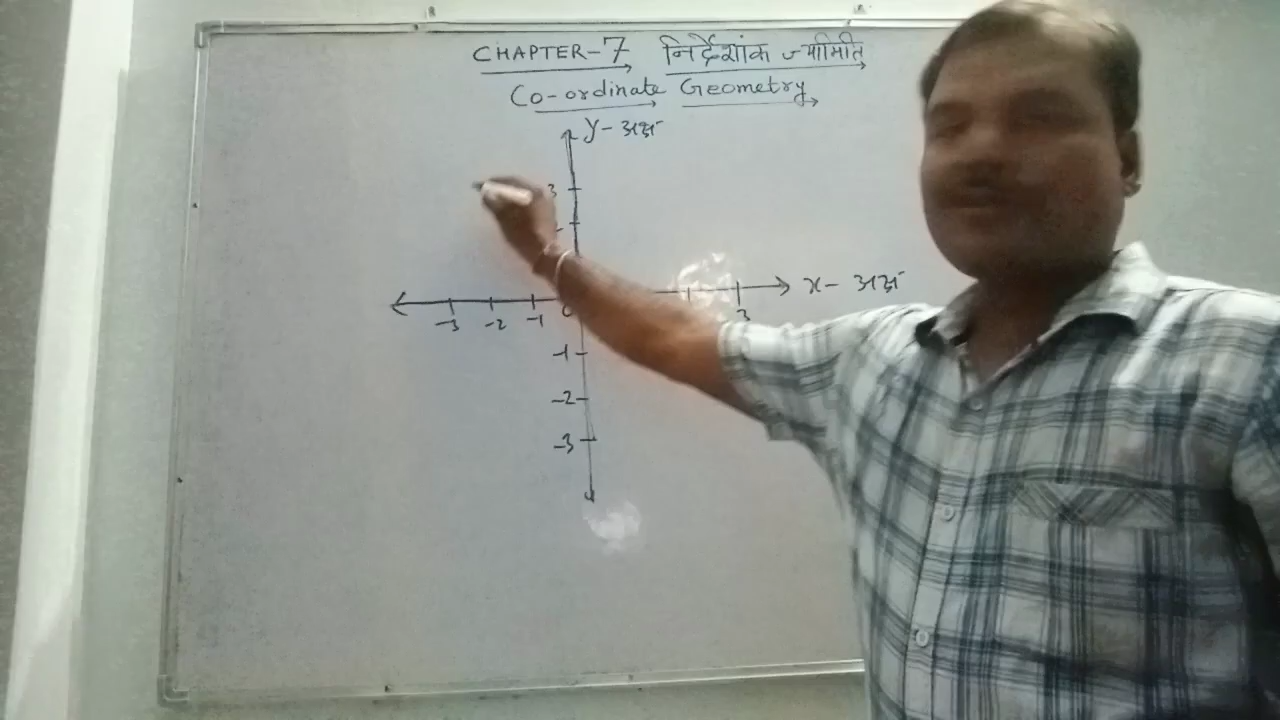 CHAPTER-7 निर्देशांक ज्यामिति
Co-ordinate Geometry
y- अक्ष
3
x- अक्ष
-3 -2 -1 0 3
-1
-2
-3